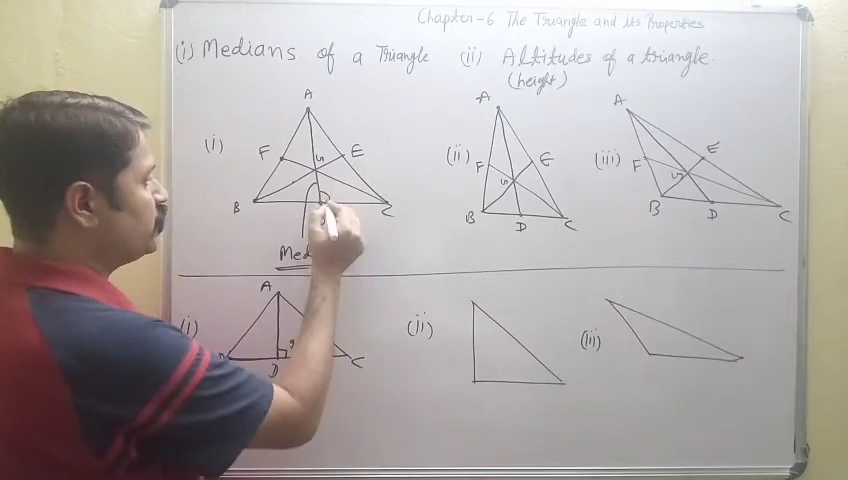 Chapter-6 The Triangle and its Properties
(i) Medians of a Triangle (ii) Altitudes of a triangle.
(height)
(i) A F E G B C
(ii) A F E G B D C
(iii) A F E G B D C
Med
(i) A D C
(ii)
(iii)